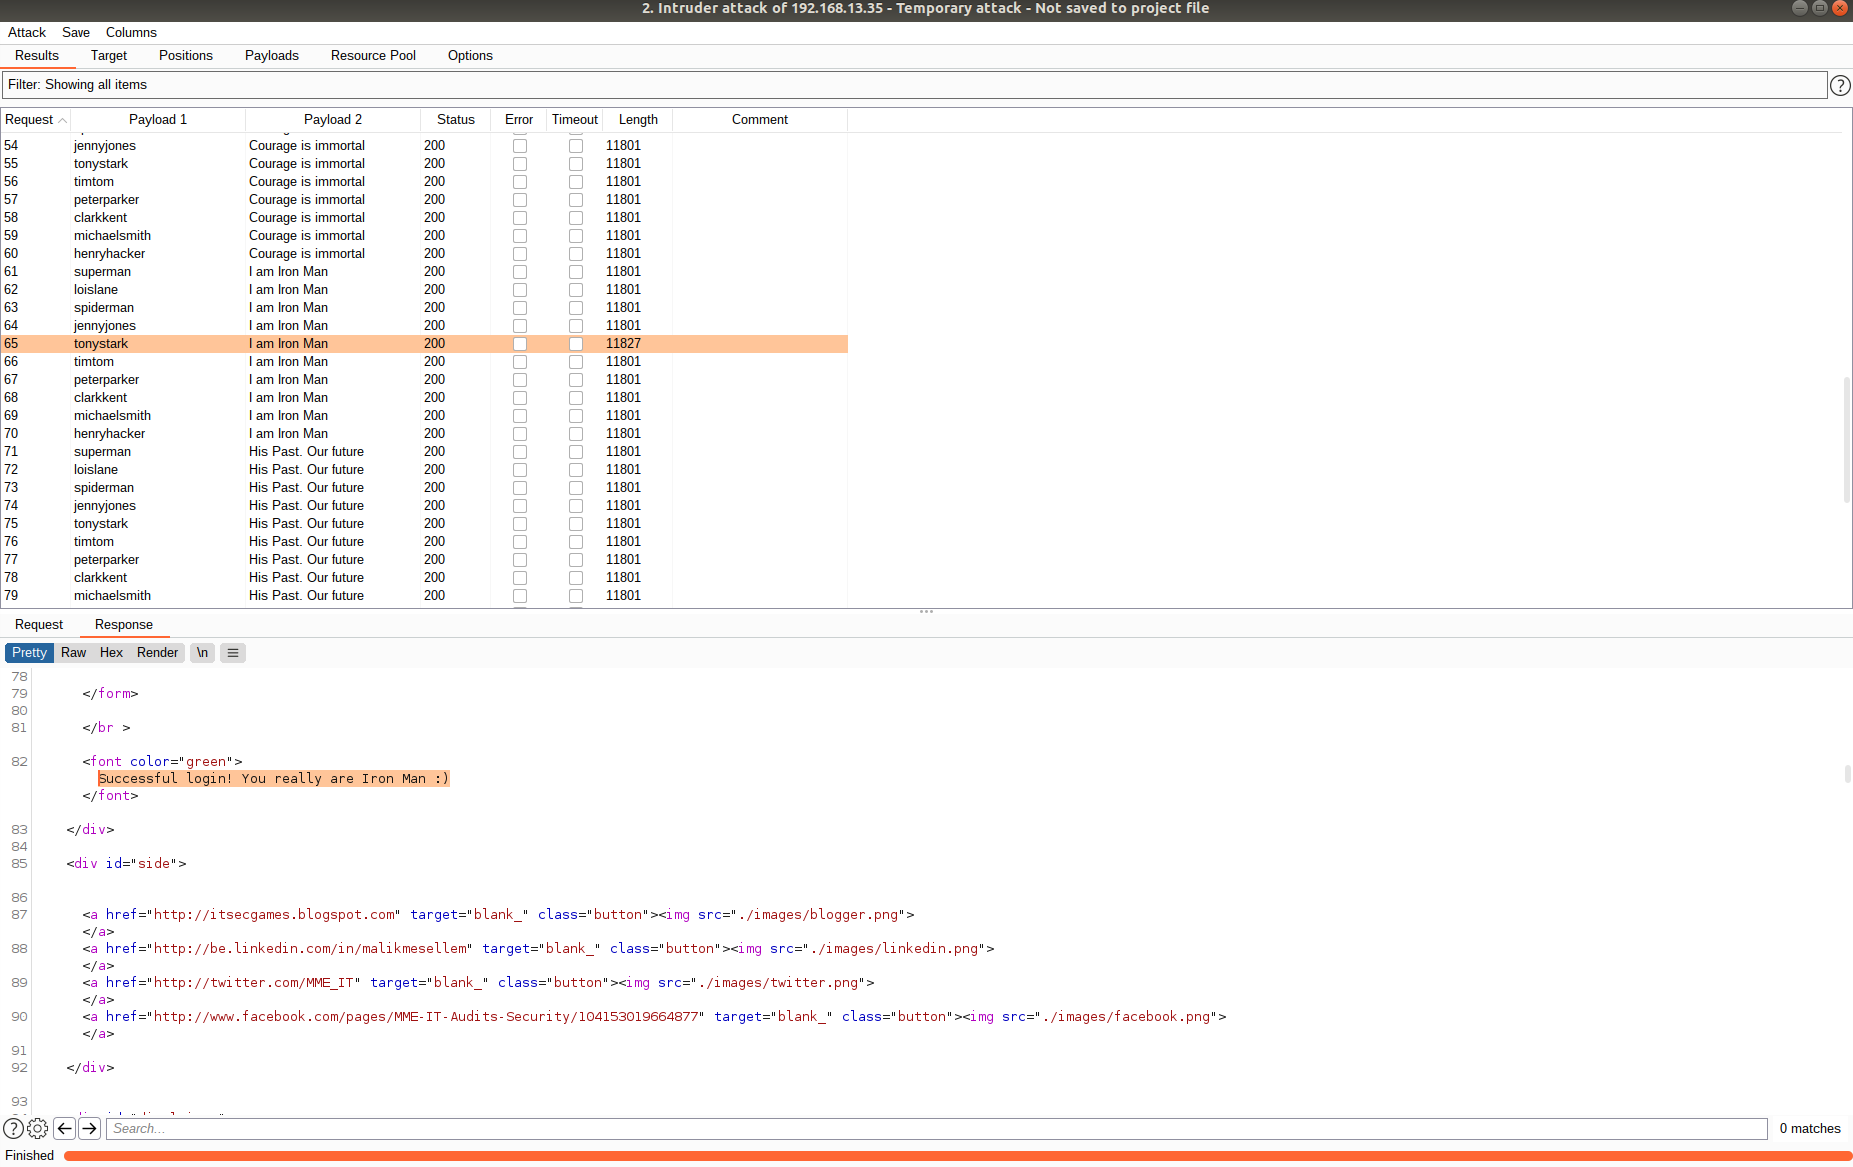 2. Intruder attack of 192.168.13.35 - Temporary attack - Not saved to project file
Attack Save Columns
Results Target Positions Payloads Resource Pool Options
Filter: Showing all items ?
Request Payload 1 Payload 2 Status Error Timeout Length Comment
54 jennyjones Courage is immortal 200 11801
55 tonystark Courage is immortal 200 11801
56 timtom Courage is immortal 200 11801
57 peterparker Courage is immortal 200 11801
58 clarkkent Courage is immortal 200 11801
59 michaelsmith Courage is immortal 200 11801
60 henryhacker Courage is immortal 200 11801
61 superman I am Iron Man 200 11801
62 loislane I am Iron Man 200 11801
63 spiderman I am Iron Man 200 11801
64 jennyjones I am Iron Man 200 11801
65 tonystark I am Iron Man 200 11827
66 timtom I am Iron Man 200 11801
67 peterparker I am Iron Man 200 11801
68 clarkkent I am Iron Man 200 11801
69 michaelsmith I am Iron Man 200 11801
70 henryhacker I am Iron Man 200 11801
71 superman His Past. Our future 200 11801
72 loislane His Past. Our future 200 11801
73 spiderman His Past. Our future 200 11801
74 jennyjones His Past. Our future 200 11801
75 tonystark His Past. Our future 200 11801
76 timtom His Past. Our future 200 11801
77 peterparker His Past. Our future 200 11801
78 clarkkent His Past. Our future 200 11801
79 michaelsmith His Past. Our future 200 11801
Request Response
Pretty Raw Hex Render \n
78
79 </form>
80
81 </br >
82 <font color="green">
Successful login! You really are Iron Man :)
</font>
83 </div>
84
85 <div id="side">
86
87 <a href="http://itsecgames.blogspot.com" target="blank_" class="button"><img src="./images/blogger.png">
</a>
88 <a href="http://be.linkedin.com/in/malikmesellem" target="blank_" class="button"><img src="./images/linkedin.png">
</a>
89 <a href="http://twitter.com/MME_IT" target="blank_" class="button"><img src="./images/twitter.png">
</a>
90 <a href="http://www.facebook.com/pages/MME-IT-Audits-Security/104153019664877" target="blank_" class="button"><img src="./images/facebook.png">
</a>
91
92 </div>
93
? Search... 0 matches
Finished